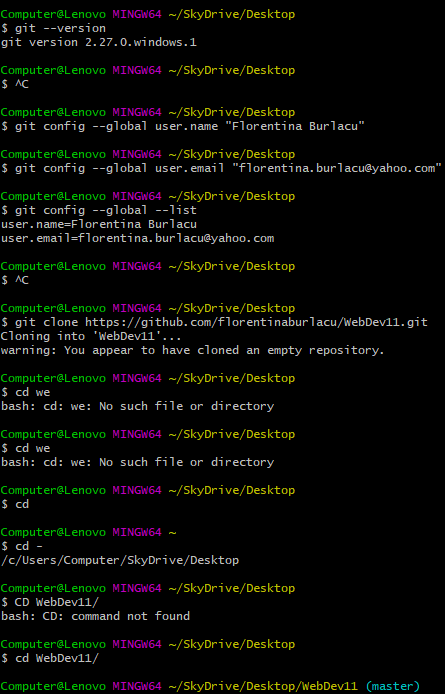 Computer@Lenovo MINGW64 ~/SkyDrive/Desktop
$ git --version
git version 2.27.0.windows.1
Computer@Lenovo MINGW64 ~/SkyDrive/Desktop
$ ^C
Computer@Lenovo MINGW64 ~/SkyDrive/Desktop
$ git config --global user.name "Florentina Burlacu"
Computer@Lenovo MINGW64 ~/SkyDrive/Desktop
$ git config --global user.email "florentina.burlacu@yahoo.com"
Computer@Lenovo MINGW64 ~/SkyDrive/Desktop
$ git config --global --list
user.name=Florentina Burlacu
user.email=florentina.burlacu@yahoo.com
Computer@Lenovo MINGW64 ~/SkyDrive/Desktop
$ ^C
Computer@Lenovo MINGW64 ~/SkyDrive/Desktop
$ git clone https://github.com/florentinaburlacu/WebDev11.git
Cloning into 'WebDev11'...
warning: You appear to have cloned an empty repository.
Computer@Lenovo MINGW64 ~/SkyDrive/Desktop
$ cd we
bash: cd: we: No such file or directory
Computer@Lenovo MINGW64 ~/SkyDrive/Desktop
$ cd we
bash: cd: we: No such file or directory
Computer@Lenovo MINGW64 ~/SkyDrive/Desktop
$ cd
Computer@Lenovo MINGW64 ~
$ cd -
/c/Users/Computer/SkyDrive/Desktop
Computer@Lenovo MINGW64 ~/SkyDrive/Desktop
$ CD WebDev11/
bash: CD: command not found
Computer@Lenovo MINGW64 ~/SkyDrive/Desktop
$ cd WebDev11/
Computer@Lenovo MINGW64 ~/SkyDrive/Desktop/WebDev11 (master)